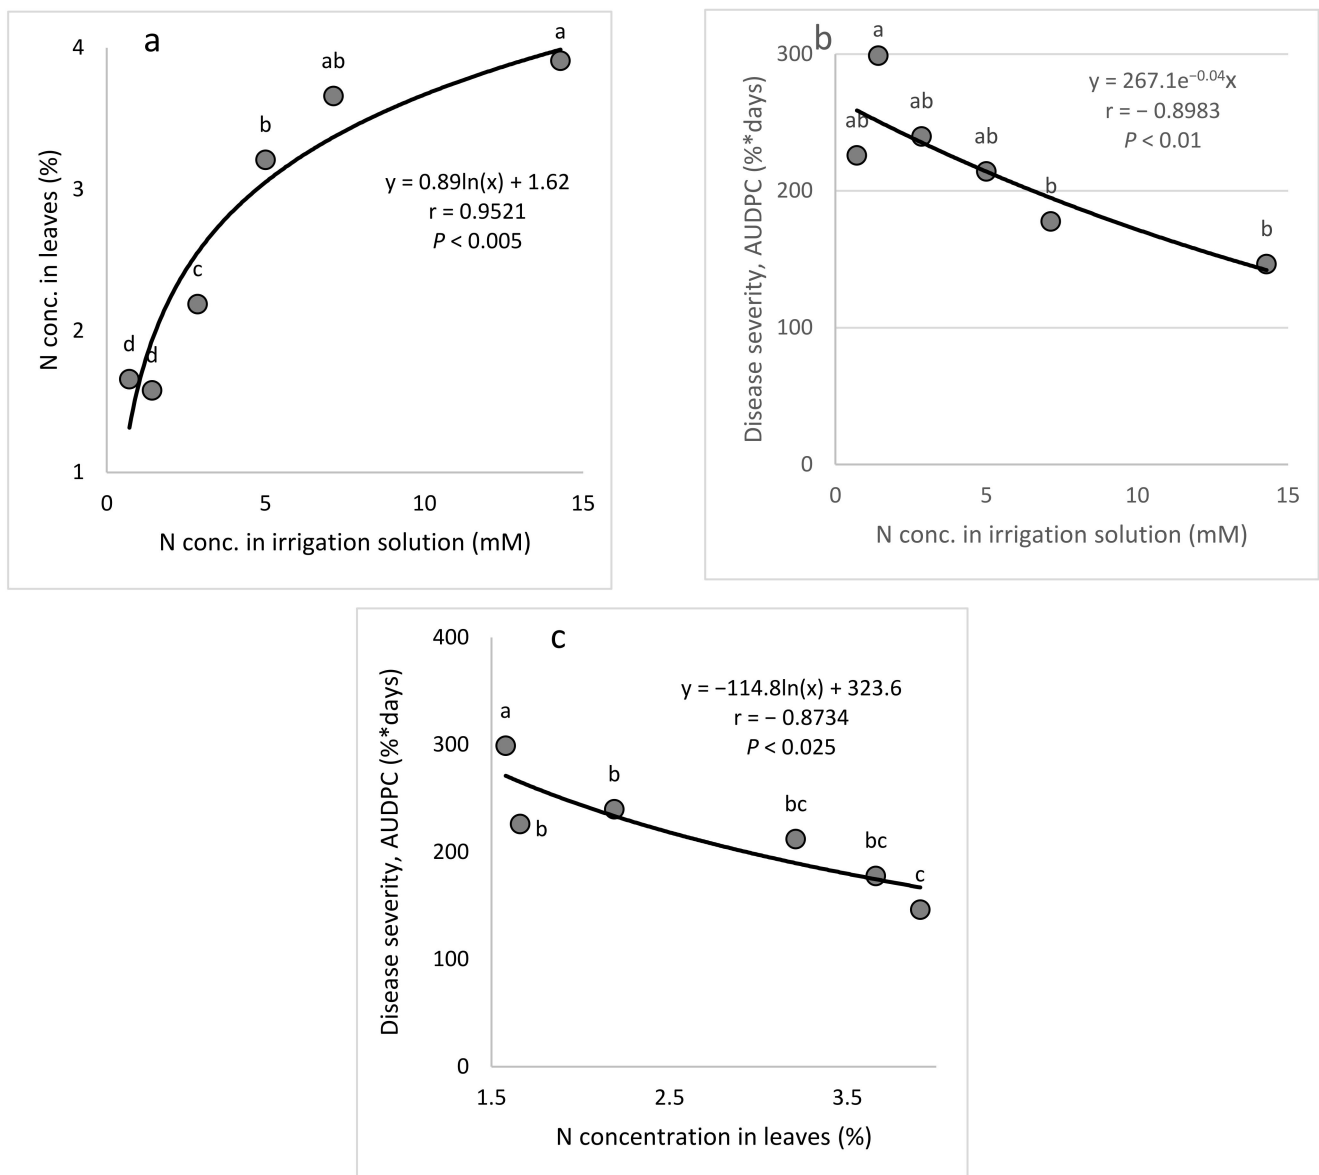 a
4
3
2
1
0
5
10
15
N conc. in leaves (%)
N conc. in irrigation solution (mM)
d
d
c
b
ab
a
y = 0.89ln(x) + 1.62
r = 0.9521
P < 0.005
b
300
200
100
0
0
5
10
15
Disease severity, AUDPC (%*days)
N conc. in irrigation solution (mM)
ab
a
ab
ab
b
b
y = 267.1e⁻⁰·⁰⁴x
r = − 0.8983
P < 0.01
c
400
300
200
100
0
1.5
2.5
3.5
Disease severity, AUDPC (%*days)
N concentration in leaves (%)
a
b
b
bc
bc
c
y = −114.8ln(x) + 323.6
r = − 0.8734
P < 0.025